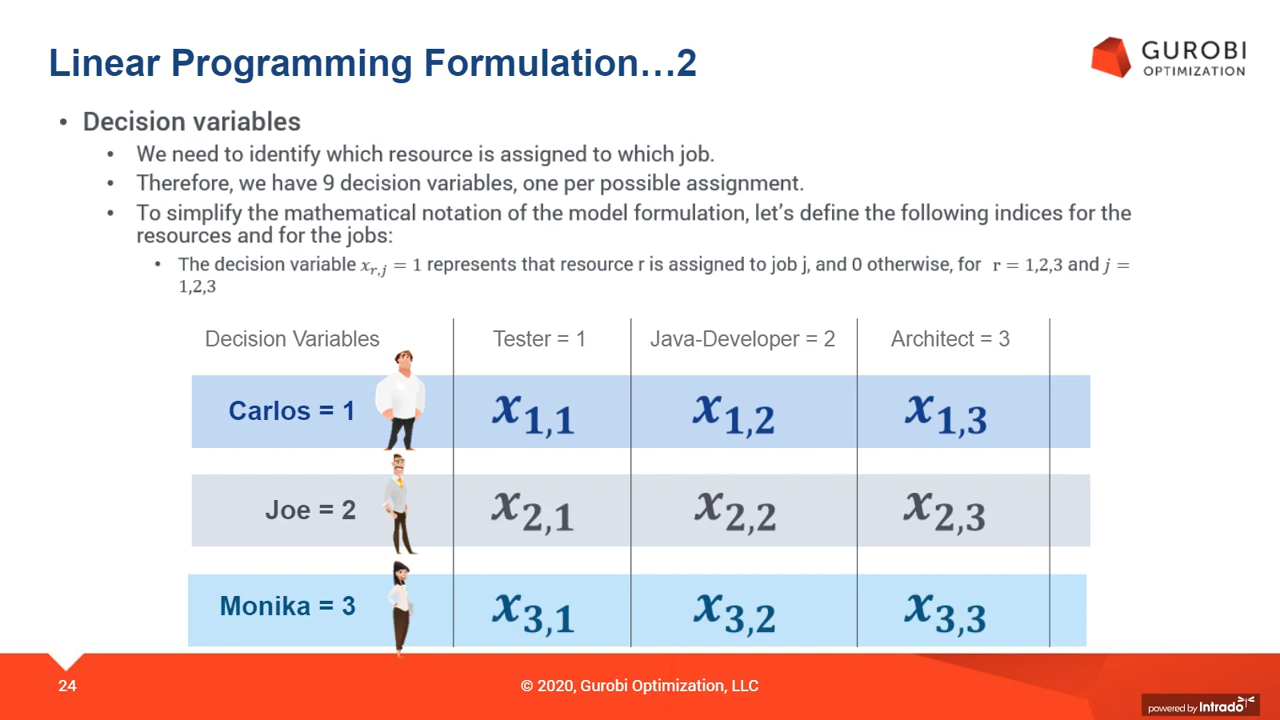 Linear Programming Formulation…2
GUROBI
OPTIMIZATION
• Decision variables
• We need to identify which resource is assigned to which job.
• Therefore, we have 9 decision variables, one per possible assignment.
• To simplify the mathematical notation of the model formulation, let's define the following indices for the
resources and for the jobs:
• The decision variable x_{r,j} = 1 represents that resource r is assigned to job j, and 0 otherwise, for r = 1,2,3 and j =
1,2,3
Decision Variables Tester = 1 Java-Developer = 2 Architect = 3
Carlos = 1 x_{1,1} x_{1,2} x_{1,3}
Joe = 2 x_{2,1} x_{2,2} x_{2,3}
Monika = 3 x_{3,1} x_{3,2} x_{3,3}
24 © 2020, Gurobi Optimization, LLC
powered by Intrado